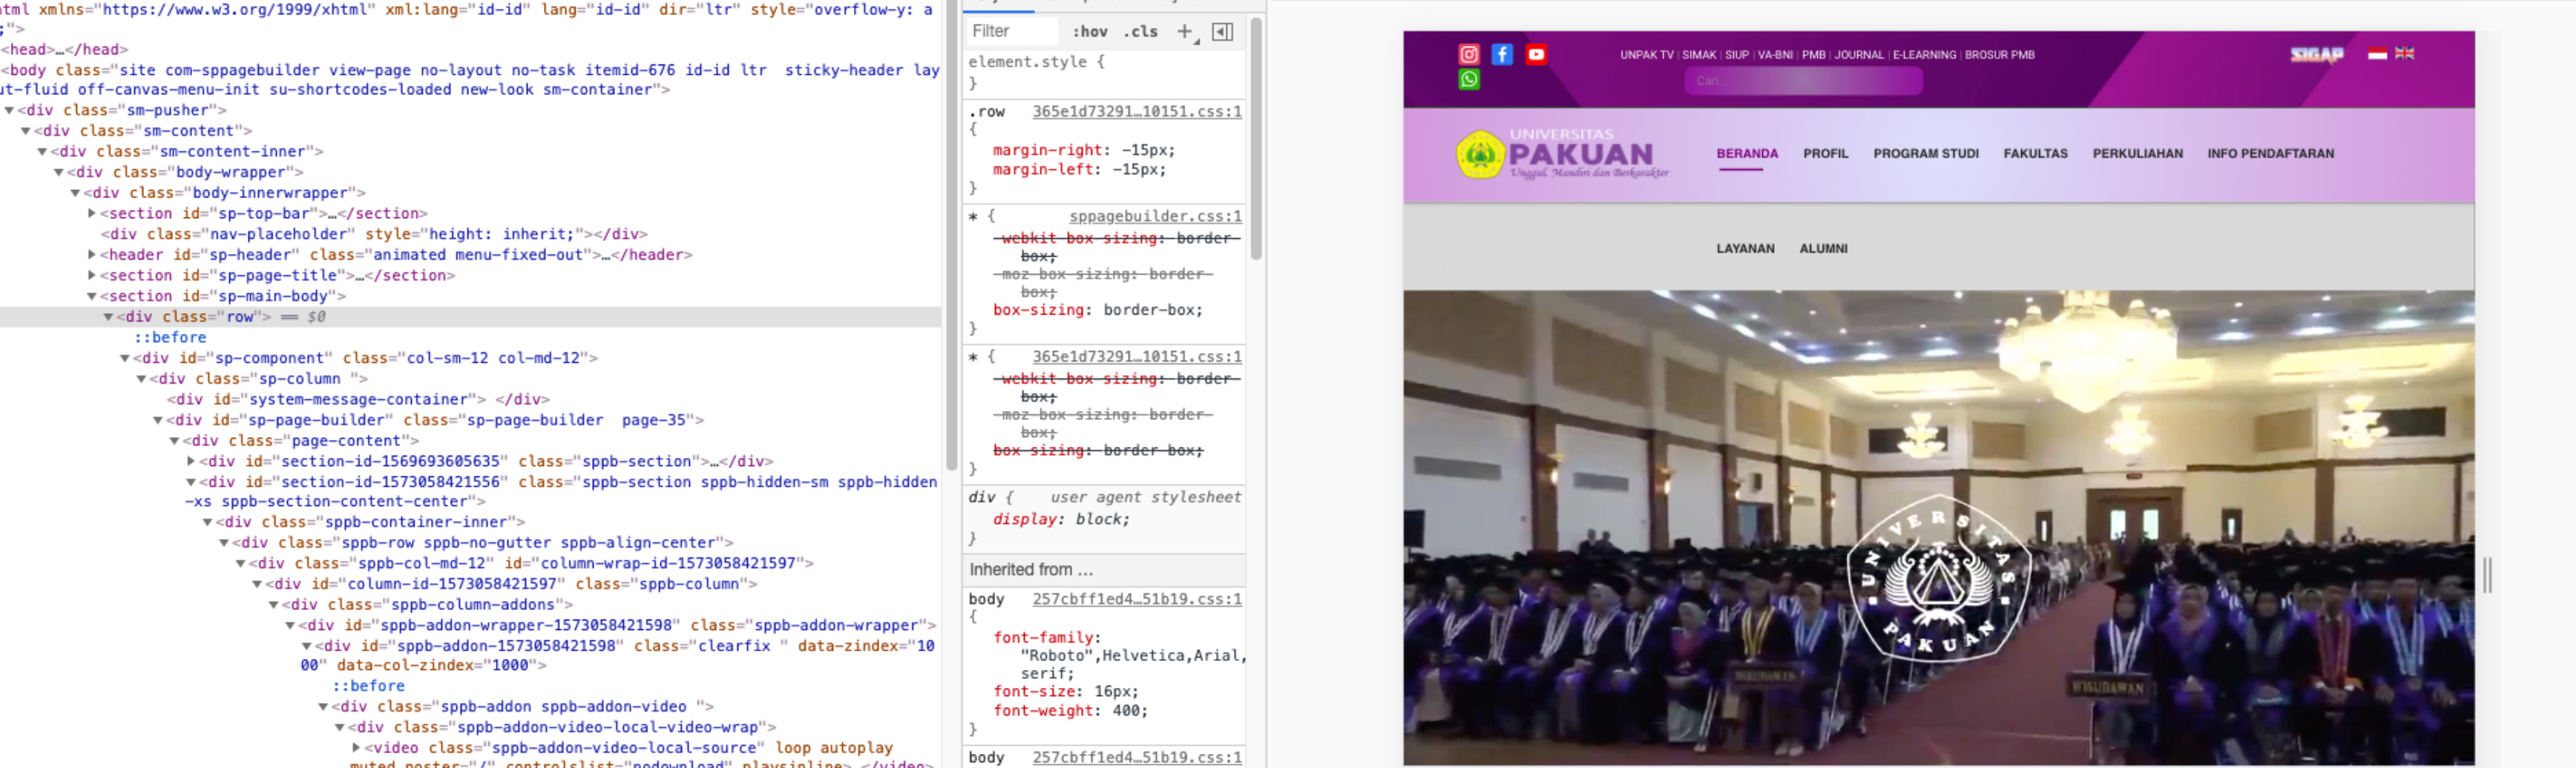 html xmlns="https://www.w3.org/1999/xhtml" xml:lang="id-id" lang="id-id" dir="ltr" style="overflow-y: a
;">
<head>…</head>
<body class="site com-sppagebuilder view-page no-layout no-task itemid-676 id-id ltr  sticky-header lay
ut-fluid off-canvas-menu-init su-shortcodes-loaded new-look sm-container">
▼<div class="sm-pusher">
▼<div class="sm-content">
▼<div class="sm-content-inner">
▼<div class="body-wrapper">
▼<div class="body-innerwrapper">
▶<section id="sp-top-bar">…</section>
<div class="nav-placeholder" style="height: inherit;"></div>
▶<header id="sp-header" class="animated menu-fixed-out">…</header>
▶<section id="sp-page-title">…</section>
▼<section id="sp-main-body">
▼<div class="row"> == $0
::before
▼<div id="sp-component" class="col-sm-12 col-md-12">
▼<div class="sp-column ">
<div id="system-message-container"> </div>
▼<div id="sp-page-builder" class="sp-page-builder  page-35">
▼<div class="page-content">
▶<div id="section-id-1569693605635" class="sppb-section">…</div>
▼<div id="section-id-1573058421556" class="sppb-section sppb-hidden-sm sppb-hidden
-xs sppb-section-content-center">
▼<div class="sppb-container-inner">
▼<div class="sppb-row sppb-no-gutter sppb-align-center">
▼<div class="sppb-col-md-12" id="column-wrap-id-1573058421597">
▼<div id="column-id-1573058421597" class="sppb-column">
▼<div class="sppb-column-addons">
▼<div id="sppb-addon-wrapper-1573058421598" class="sppb-addon-wrapper">
▼<div id="sppb-addon-1573058421598" class="clearfix " data-zindex="10
00" data-col-zindex="1000">
::before
▼<div class="sppb-addon sppb-addon-video ">
▼<div class="sppb-addon-video-local-video-wrap">
▶<video class="sppb-addon-video-local-source" loop autoplay
muted poster="/" controlslist="nodownload" playsinline>…</video>
Filter :hov .cls +
element.style {
}
.row 365e1d73291…10151.css:1
{
margin-right: -15px;
margin-left: -15px;
}
* { sppagebuilder.css:1
-webkit-box-sizing: border-
box;
-moz-box-sizing: border-
box;
box-sizing: border-box;
}
* { 365e1d73291…10151.css:1
-webkit-box-sizing: border-
box;
-moz-box-sizing: border-
box;
box-sizing: border-box;
}
div { user agent stylesheet
display: block;
}
Inherited from …
body 257cbff1ed4…51b19.css:1
{
font-family:
"Roboto",Helvetica,Arial,
serif;
font-size: 16px;
font-weight: 400;
}
body 257cbff1ed4…51b19.css:1
UNPAK TV | SIMAK | SIUP | VA-BNI | PMB | JOURNAL | E-LEARNING | BROSUR PMB
SIGAP
Cari...
UNIVERSITAS
PAKUAN
Unggul, Mandiri dan Berkarakter
BERANDA PROFIL PROGRAM STUDI FAKULTAS PERKULIAHAN INFO PENDAFTARAN
LAYANAN ALUMNI
UNIVERSITAS
PAKUAN
WISUDAWAN
WISUDAWAN